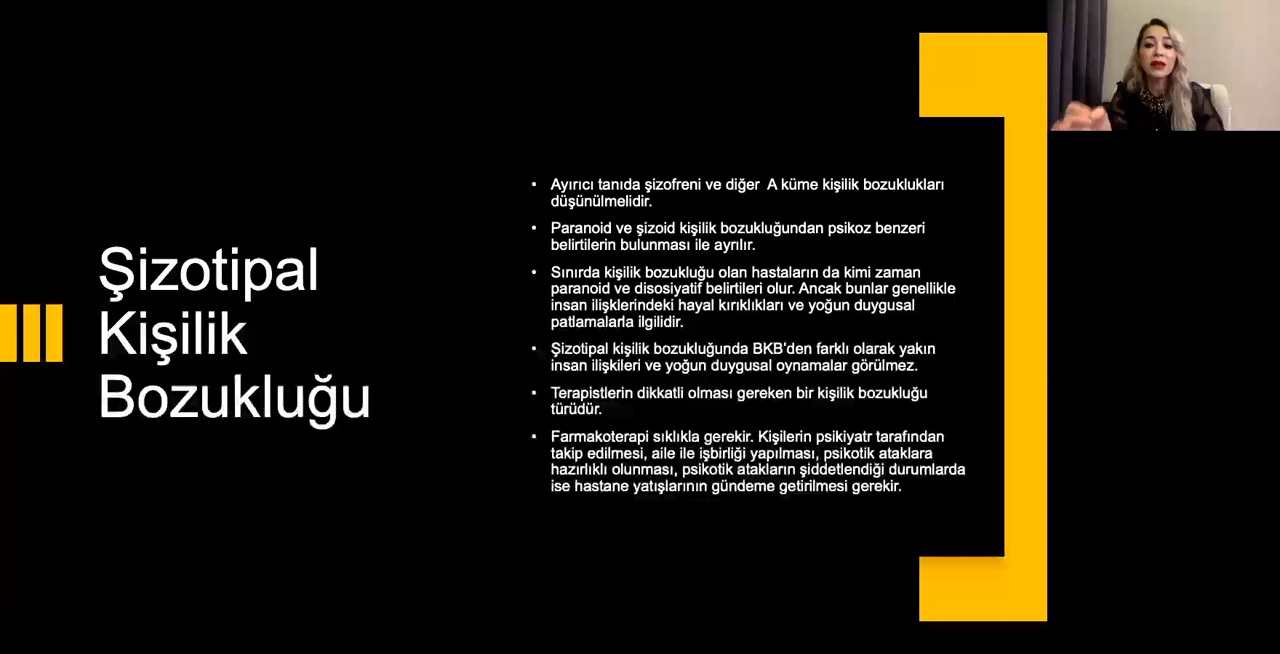 Şizotipal
Kişilik
Bozukluğu
• Ayırıcı tanıda şizofreni ve diğer A küme kişilik bozuklukları
düşünülmelidir.
• Paranoid ve şizoid kişilik bozukluğundan psikoz benzeri
belirtilerin bulunması ile ayrılır.
• Sınırda kişilik bozukluğu olan hastaların da kimi zaman
paranoid ve disosiyatif belirtileri olur. Ancak bunlar genellikle
insan ilişklerindeki hayal kırıklıkları ve yoğun duygusal
patlamalarla ilgilidir.
• Şizotipal kişilik bozukluğunda BKB'den farklı olarak yakın
insan ilişkileri ve yoğun duygusal oynamalar görülmez.
• Terapistlerin dikkatli olması gereken bir kişilik bozukluğu
türüdür.
• Farmakoterapi sıklıkla gerekir. Kişilerin psikiyatr tarafından
takip edilmesi, aile ile işbirliği yapılması, psikotik ataklara
hazırlıklı olunması, psikotik atakların şiddetlendiği durumlarda
ise hastane yatışlarının gündeme getirilmesi gerekir.